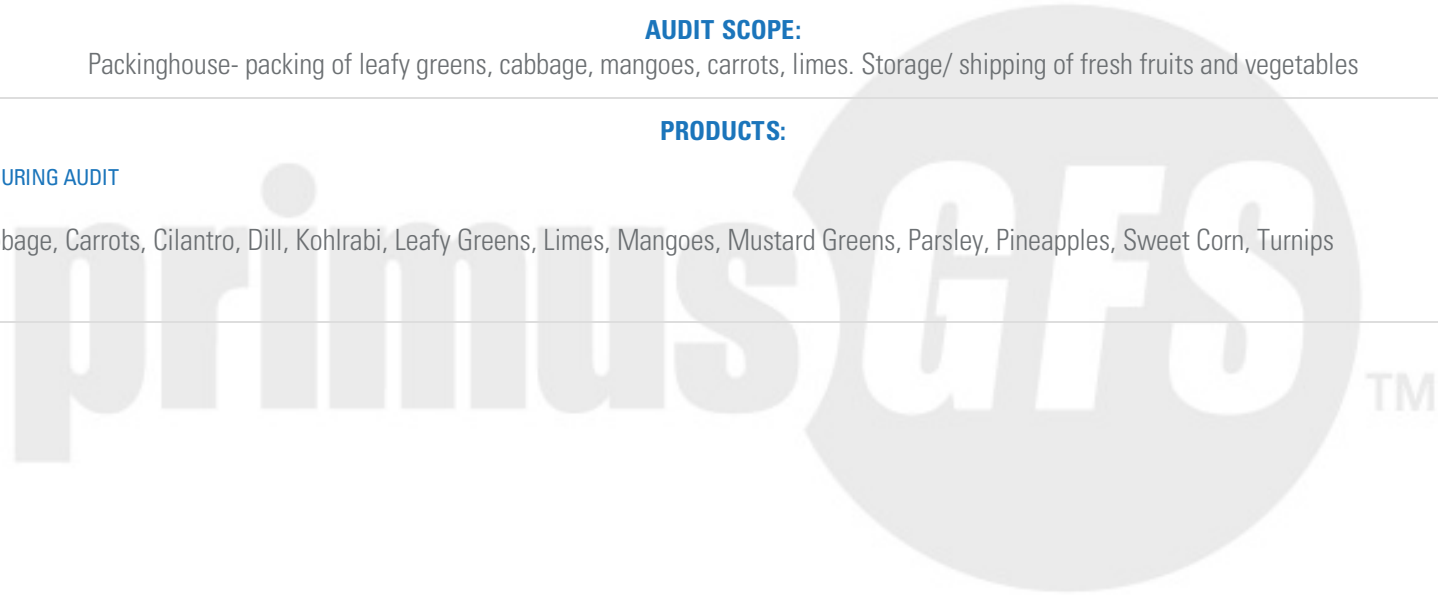 AUDIT SCOPE:
Packinghouse- packing of leafy greens, cabbage, mangoes, carrots, limes. Storage/ shipping of fresh fruits and vegetables
PRODUCTS:
URING AUDIT
bage, Carrots, Cilantro, Dill, Kohlrabi, Leafy Greens, Limes, Mangoes, Mustard Greens, Parsley, Pineapples, Sweet Corn, Turnips
primusGFS TM